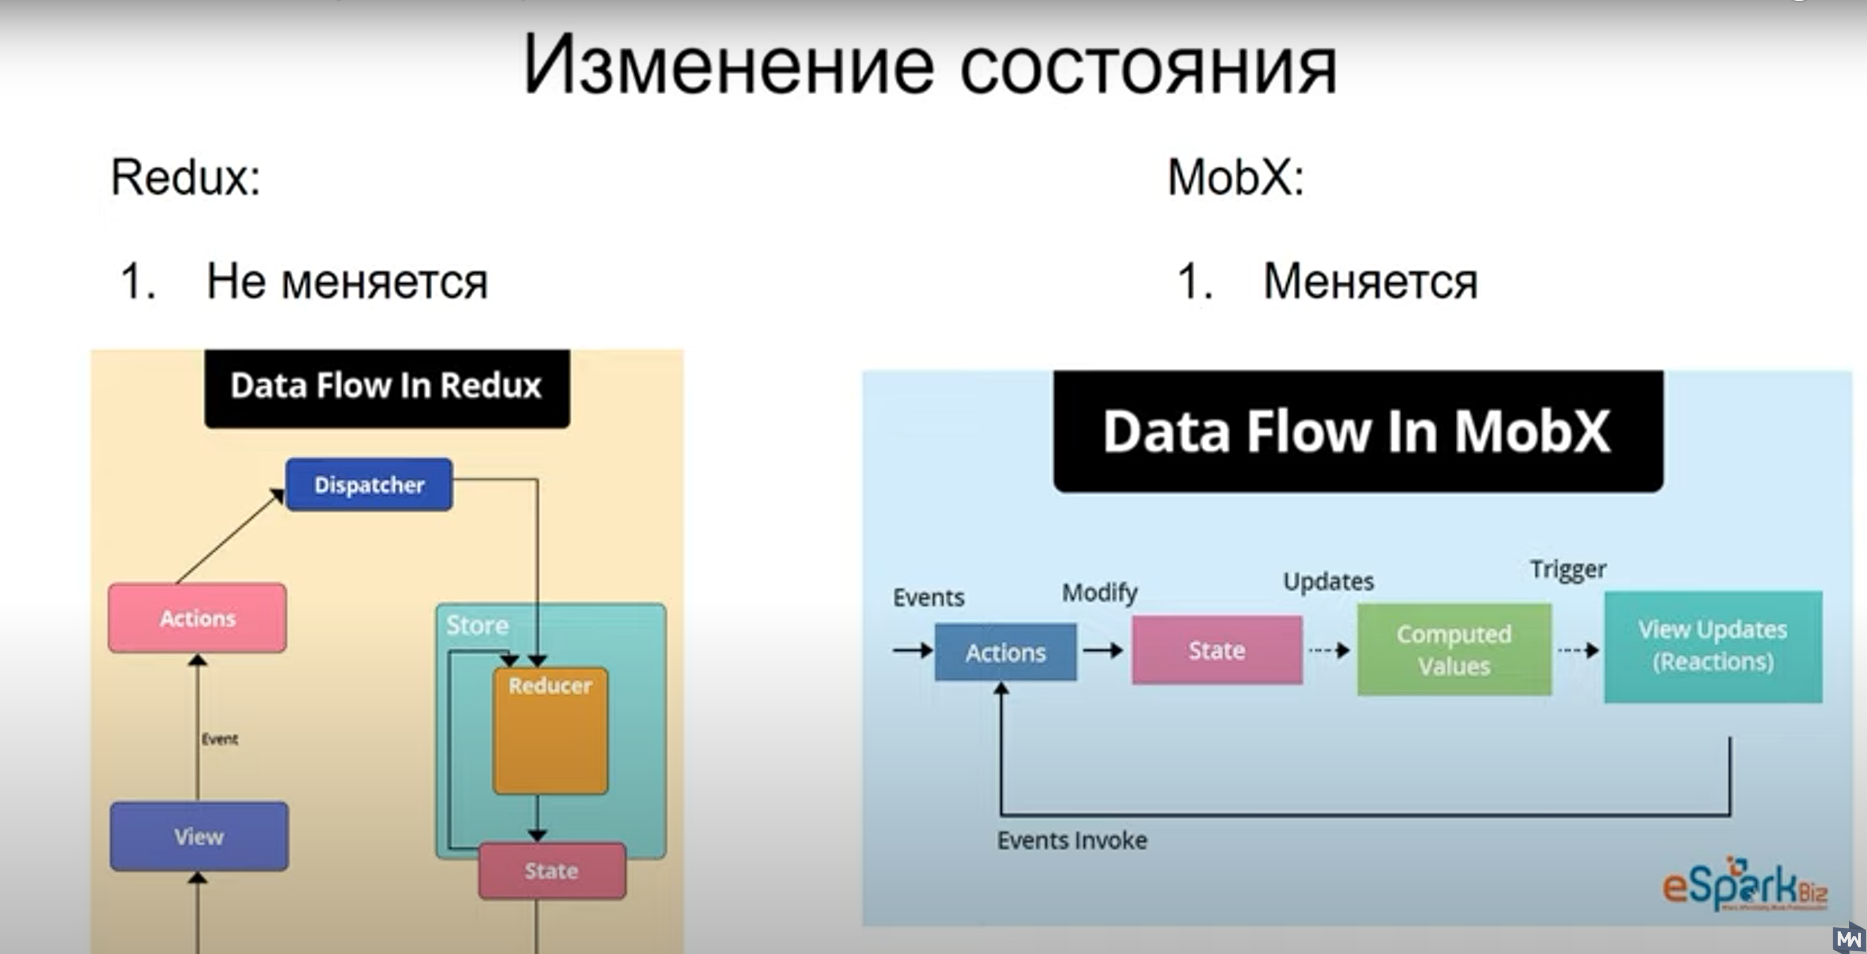 Изменение состояния
Redux:
1. Не меняется
Data Flow In Redux
Dispatcher
Actions
Store
Reducer
Event
View
State
MobX:
1. Меняется
Data Flow In MobX
Events
Modify
Updates
Trigger
Actions
State
Computed
Values
View Updates
(Reactions)
Events Invoke
eSparkBiz
MW